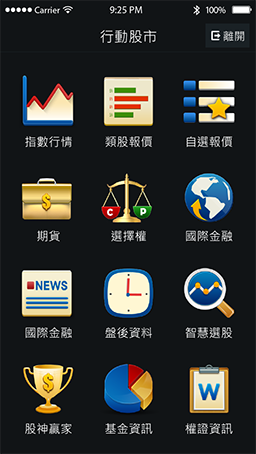 Carrier 9:25 PM 100%
行動股市 離開
指數行情 類股報價 自選報價
$
C P
期貨 選擇權 國際金融
NEWS
國際金融 盤後資料 智慧選股
$ W
股神贏家 基金資訊 權證資訊